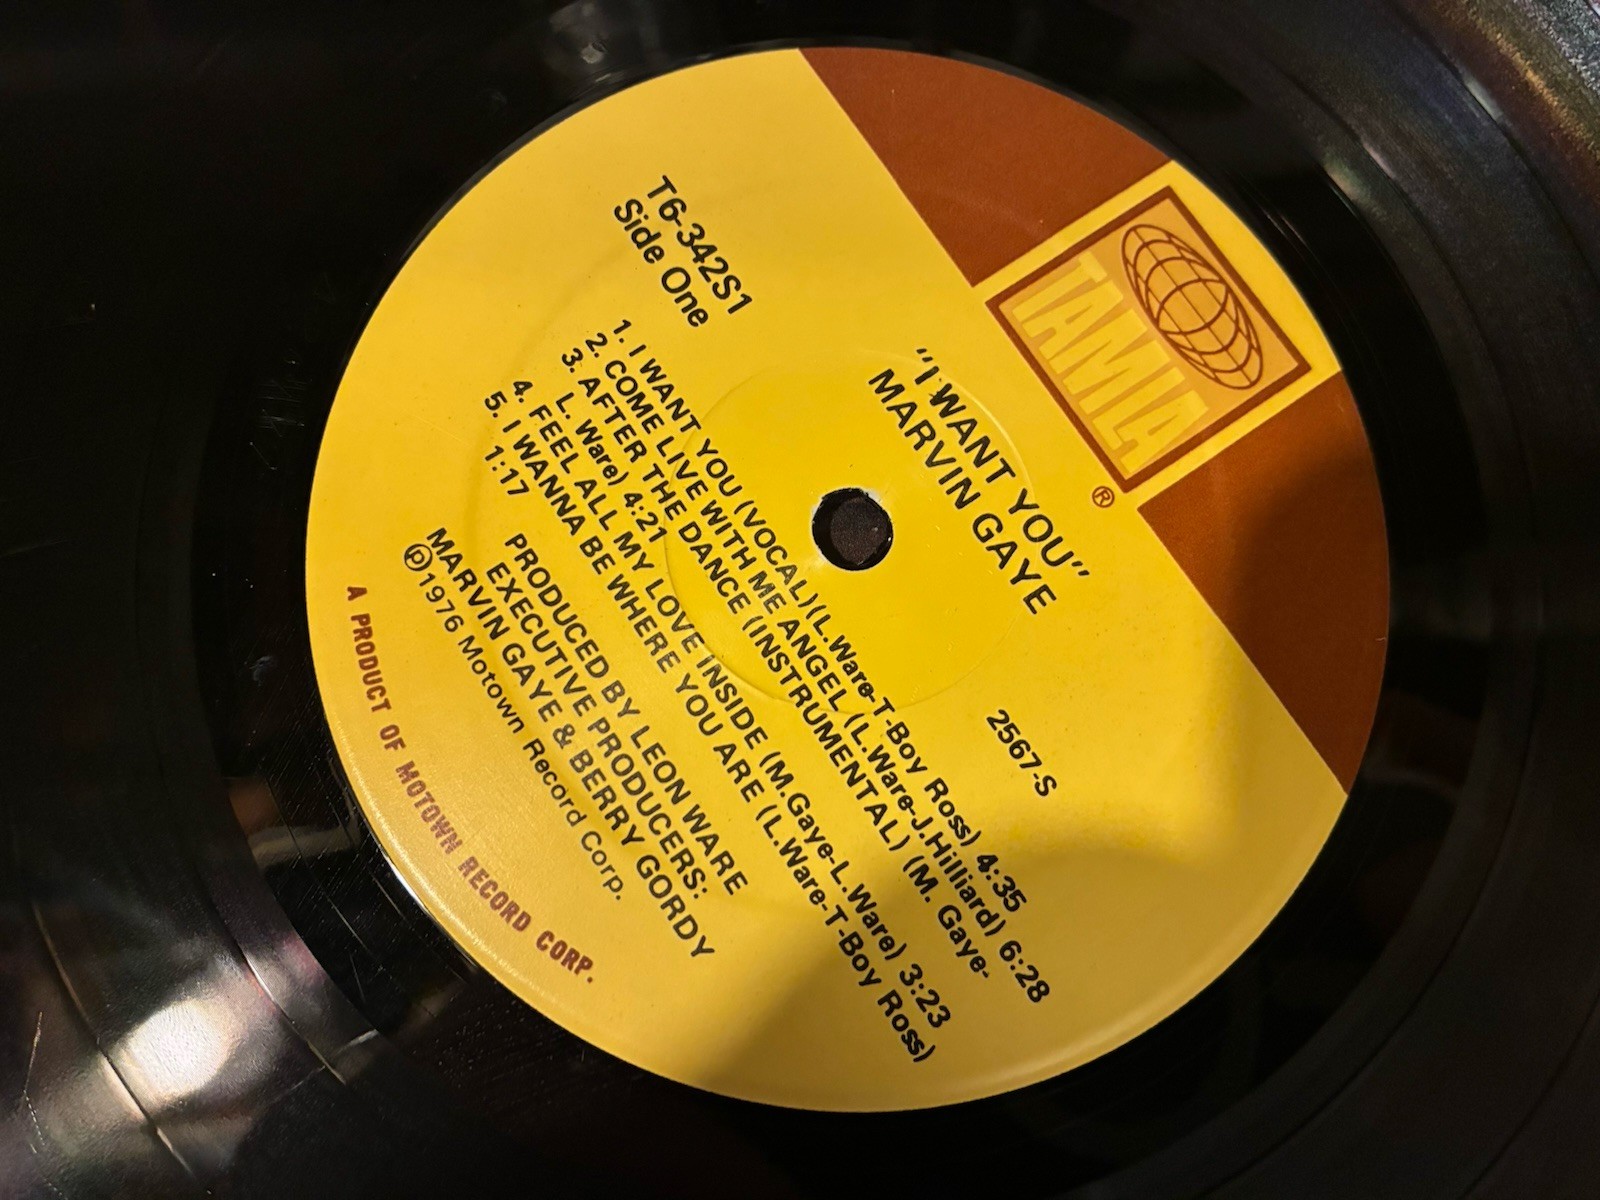 TAMLA
®
"I WANT YOU"
MARVIN GAYE
T6-342S1
Side One
2567-S
1. I WANT YOU (VOCAL) (L.Ware-T-Boy Ross) 4:35
2. COME LIVE WITH ME ANGEL (L.Ware-J.Hilliard) 6:28
3. AFTER THE DANCE (INSTRUMENTAL) (M. Gaye-
L. Ware) 4:21
4. FEEL ALL MY LOVE INSIDE (M.Gaye-L.Ware) 3:23
5. I WANNA BE WHERE YOU ARE (L.Ware-T-Boy Ross)
1:17
PRODUCED BY LEON WARE
EXECUTIVE PRODUCERS:
MARVIN GAYE & BERRY GORDY
℗1976 Motown Record Corp.
A PRODUCT OF MOTOWN RECORD CORP.